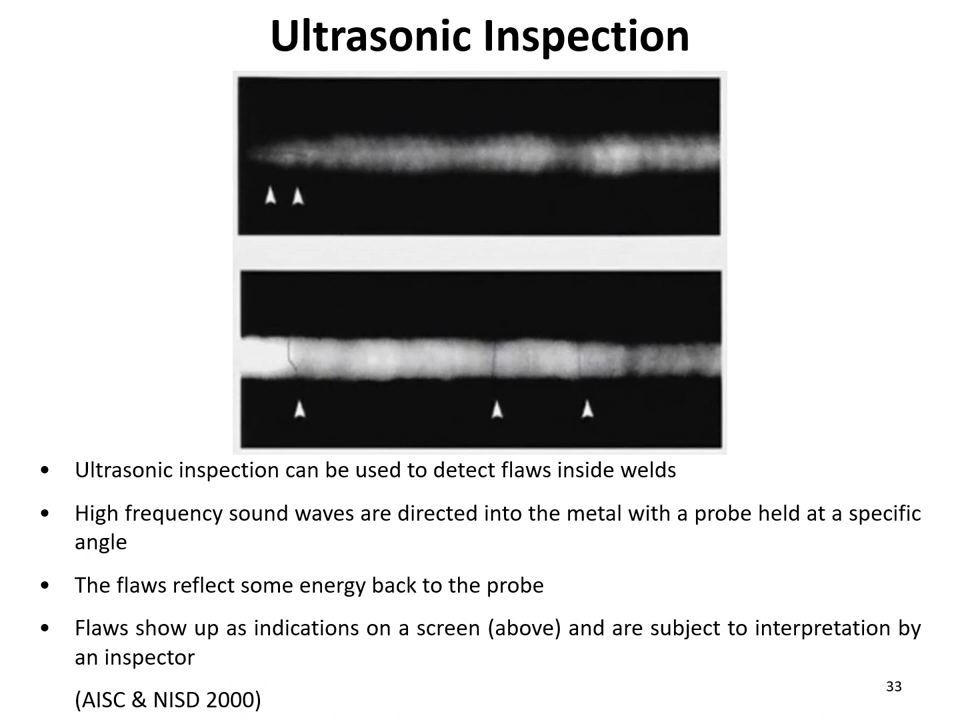 Ultrasonic Inspection
• Ultrasonic inspection can be used to detect flaws inside welds
• High frequency sound waves are directed into the metal with a probe held at a specific
angle
• The flaws reflect some energy back to the probe
• Flaws show up as indications on a screen (above) and are subject to interpretation by
an inspector
(AISC & NISD 2000)
33